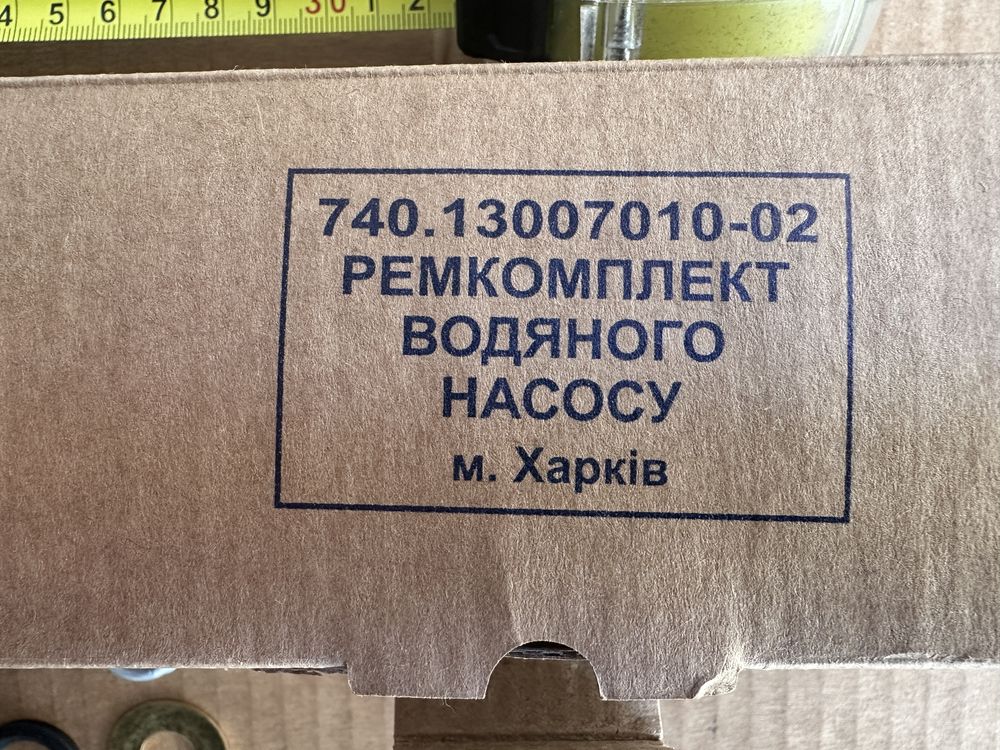 4 5 6 7 8 9 30 1 2
740.13007010-02
РЕМКОМПЛЕКТ
ВОДЯНОГО
НАСОСУ
м. Харків